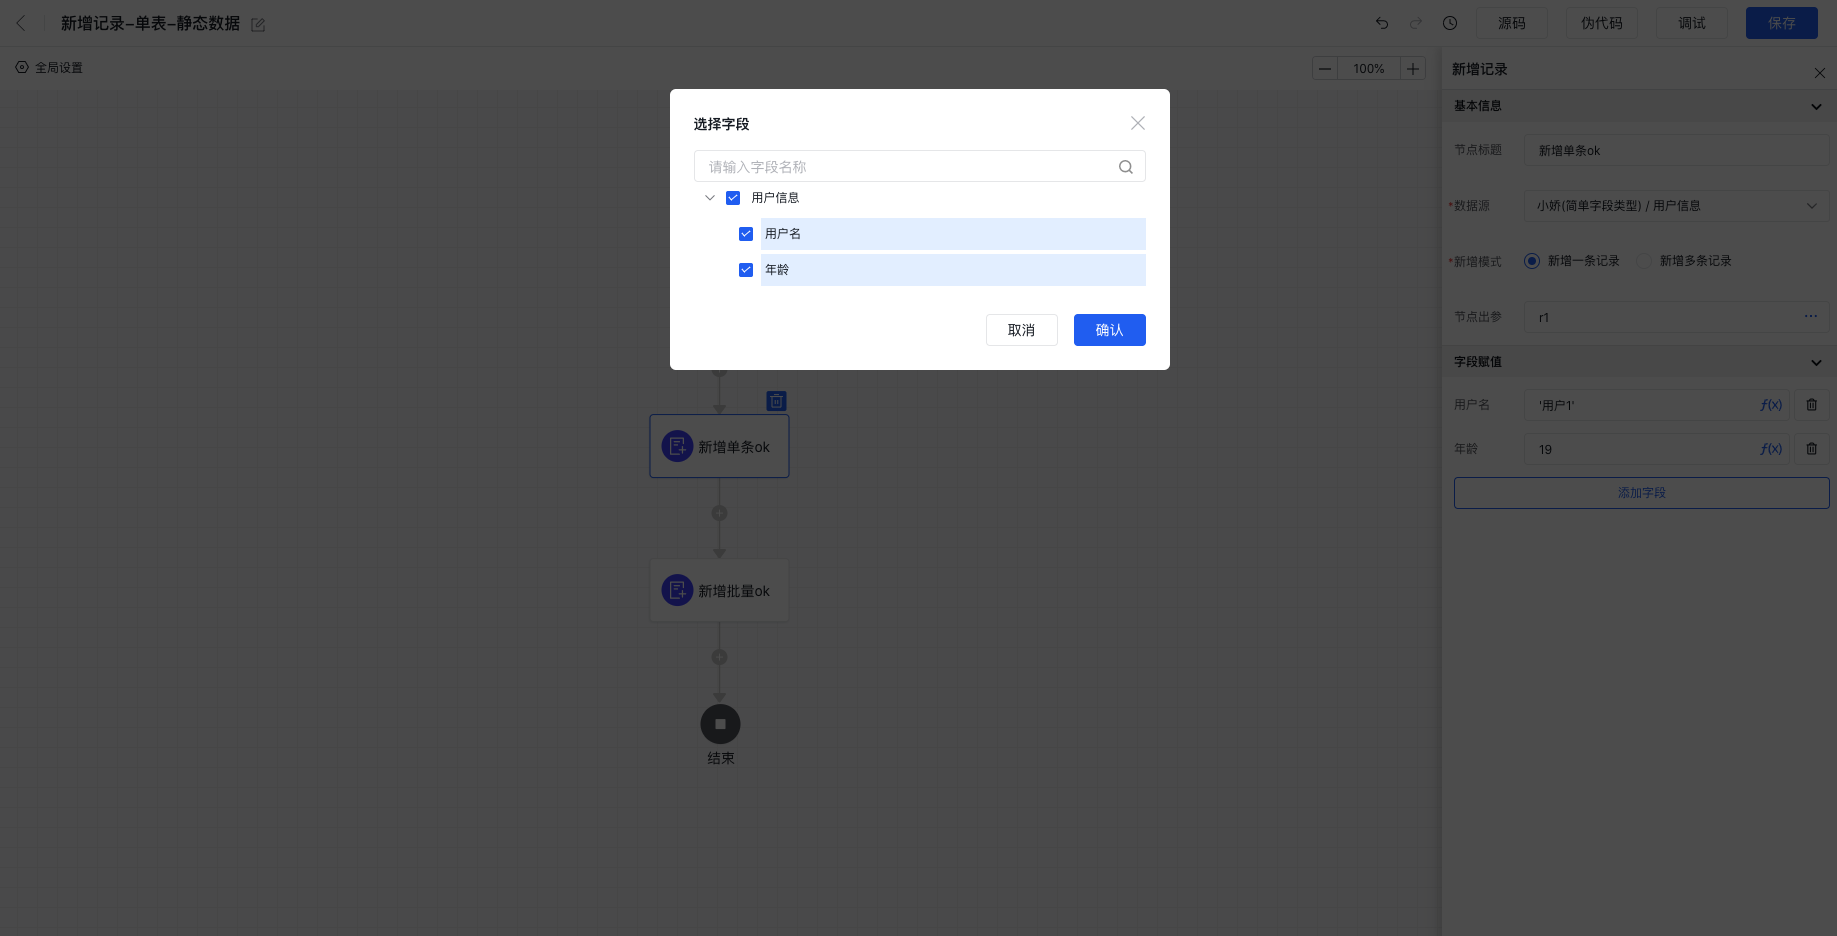 新增记录-单表-静态数据
源码
伪代码
调试
保存
全局设置
100%
选择字段
请输入字段名称
用户信息
用户名
年龄
取消
确认
新增单条ok
新增批量ok
结束
新增记录
基本信息
节点标题 新增单条ok
*数据源 小娇(简单字段类型) / 用户信息
*新增模式 新增一条记录 新增多条记录
节点出参 r1 ...
字段赋值
用户名 '用户1' f(x)
年龄 19 f(x)
添加字段